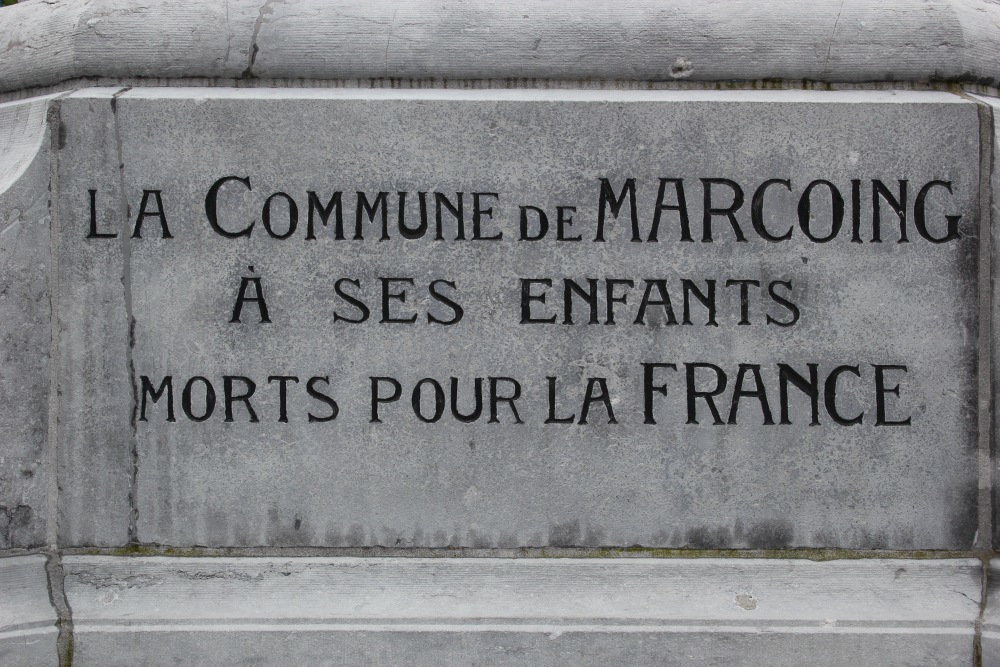 LA COMMUNE DE MARCOING
À SES ENFANTS
MORTS POUR LA FRANCE